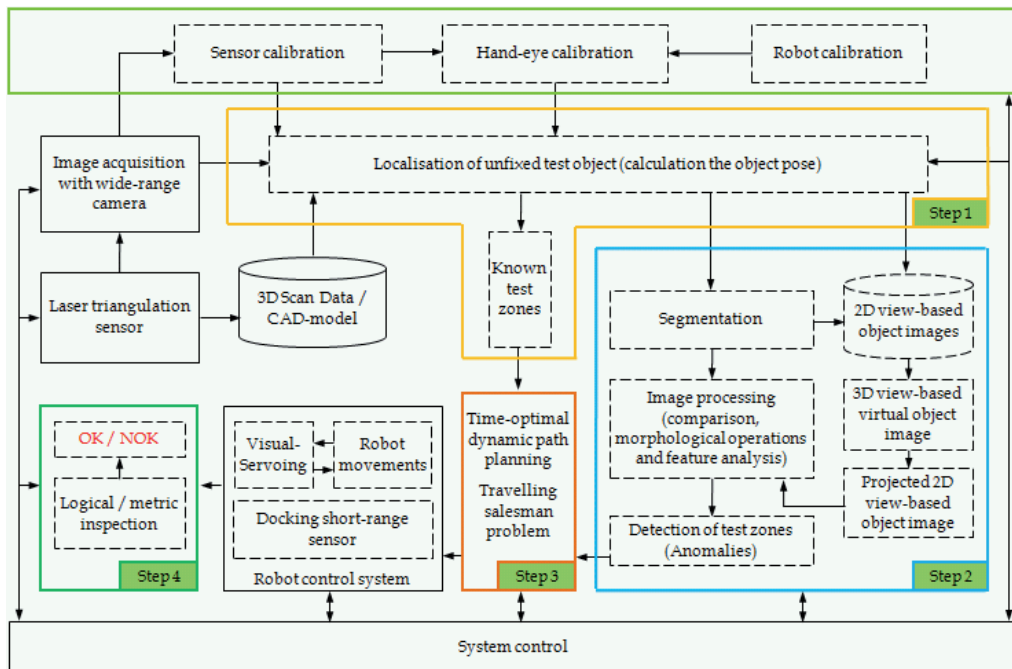 Sensor calibration
Hand-eye calibration
Robot calibration
Image acquisition
with wide-range
camera
Localisation of unfixed test object (calculation the object pose)
Step 1
Laser triangulation
sensor
3D Scan Data /
CAD-model
Known
test
zones
Segmentation
2D view-based
object images
Image processing
(comparison,
morphological operations
and feature analysis)
3D view-based
virtual object
image
Projected 2D
view-based
object image
Detection of test zones
(Anomalies)
Step 2
Time-optimal
dynamic path
planning
Travelling
salesman
problem
Step 3
Visual-
Servoing
Robot
movements
Docking short-range
sensor
Robot control system
OK / NOK
Logical / metric
inspection
Step 4
System control